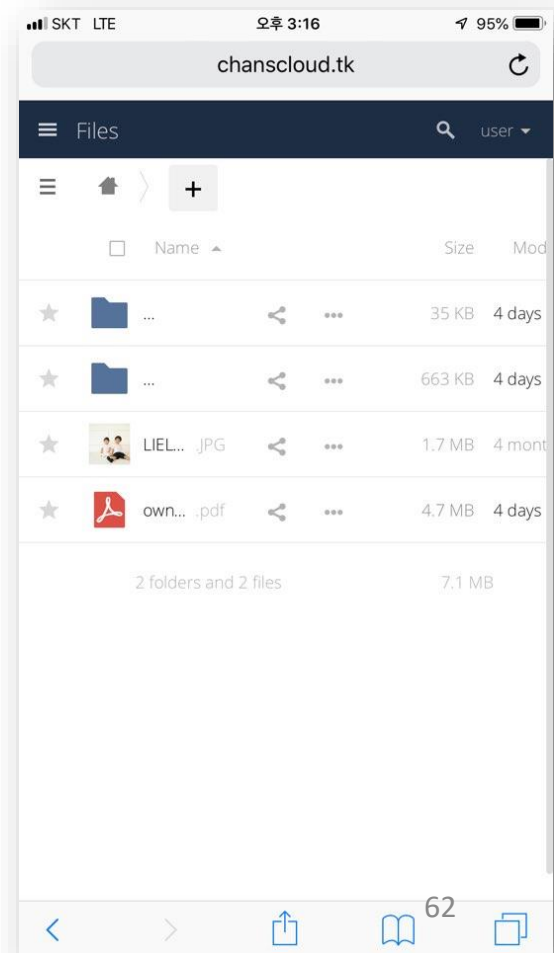 SKT LTE 오후 3:16 95%
chanscloud.tk
Files user
+
Name Size Mod
... 35 KB 4 days
... 663 KB 4 days
LIEL... .JPG 1.7 MB 4 mont
own... .pdf 4.7 MB 4 days
2 folders and 2 files 7.1 MB
62